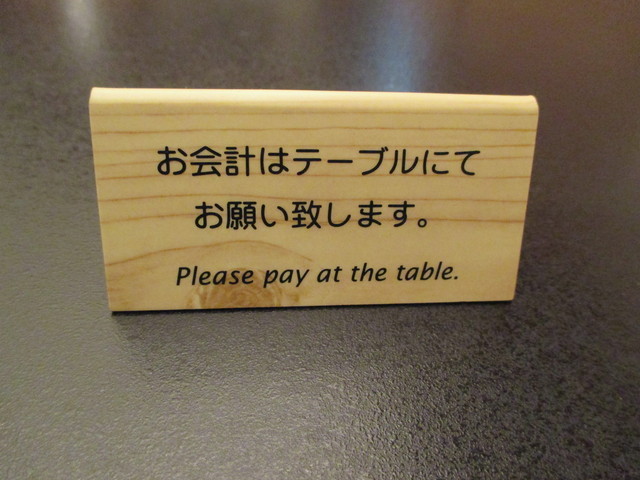 お会計はテーブルにて
お願い致します。
Please pay at the table.